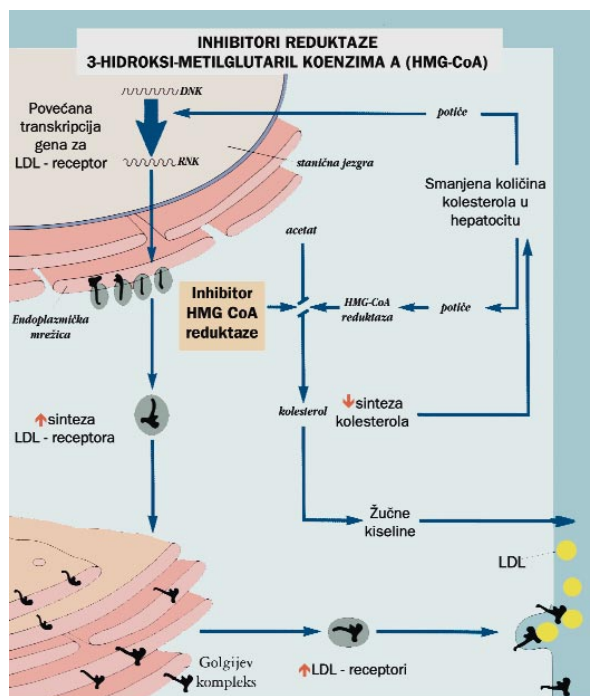 INHIBITORI REDUKTAZE
3-HIDROKSI-METILGLUTARIL KOENZIMA A (HMG-CoA)
DNK
Povećana
transkripcija
gena za
LDL - receptor
RNK
stanična jezgra
potiče
Smanjena količina
kolesterola u
hepatocitu
acetat
Endoplazmička
mrežica
Inhibitor
HMG CoA
reduktaze
HMG-CoA
reduktaza
potiče
↑sinteza
LDL - receptora
kolesterol
↓sinteza
kolesterola
Žučne
kiseline
LDL
Golgijev
kompleks
↑LDL - receptori